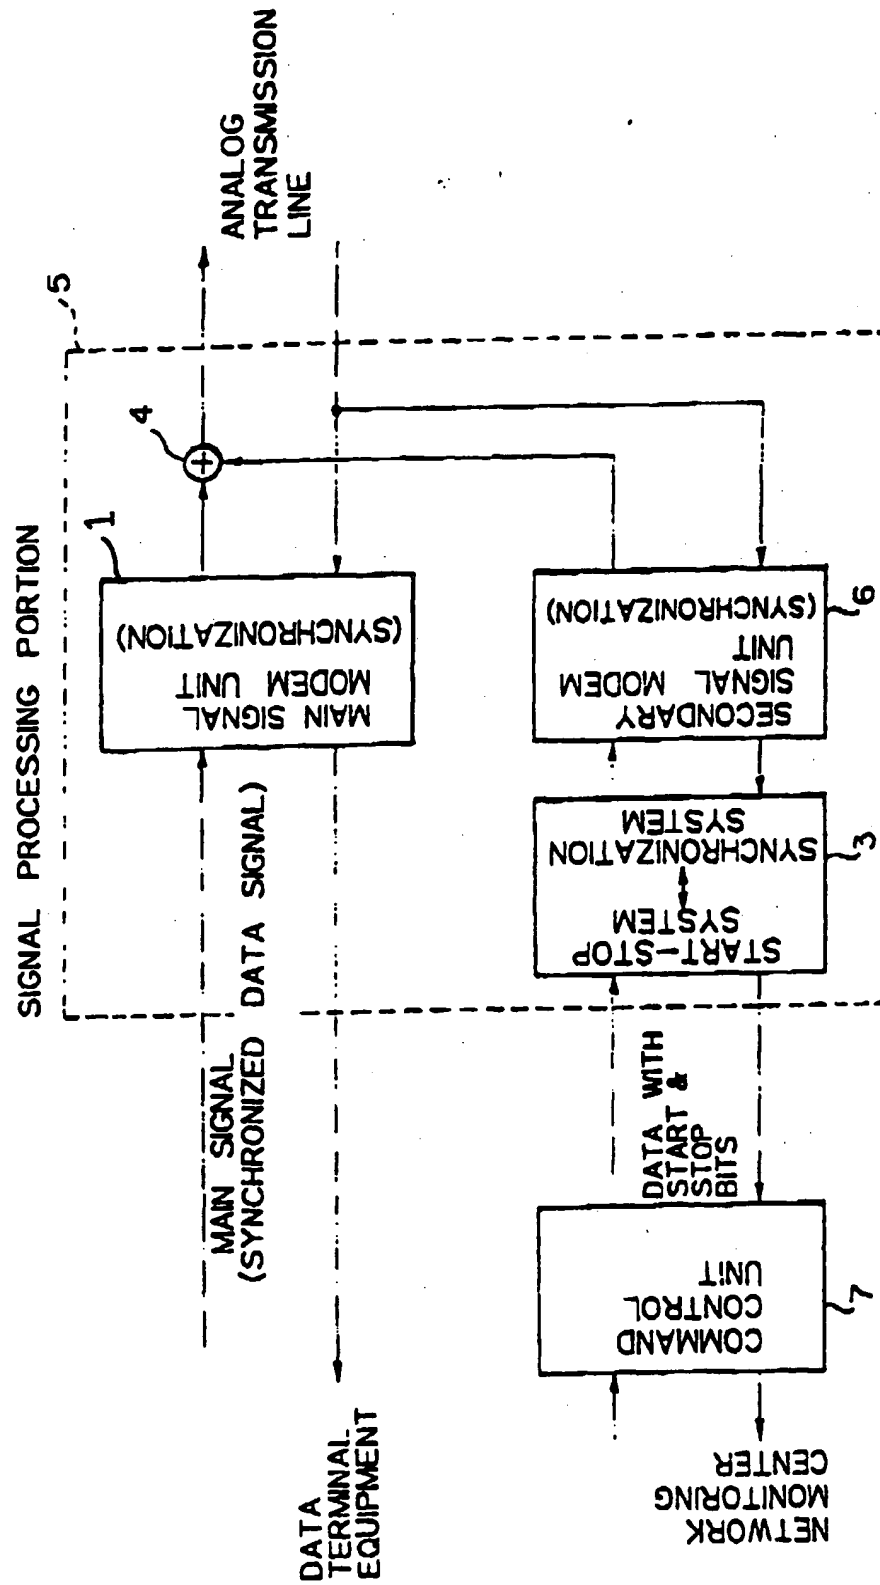 SIGNAL PROCESSING PORTION
5
4
1
ANALOG
TRANSMISSION
LINE
MAIN SIGNAL
(SYNCHRONIZED DATA SIGNAL)
MAIN SIGNAL
MODEM UNIT
(SYNCHRONIZATION)
DATA
TERMINAL
EQUIPMENT
SECONDARY
SIGNAL MODEM
UNIT
(SYNCHRONIZATION)
6
START-STOP
SYSTEM
SYNCHRONIZATION
SYSTEM
3
DATA WITH
START &
STOP
BITS
COMMAND
CONTROL
UNIT
7
NETWORK
MONITORING
CENTER